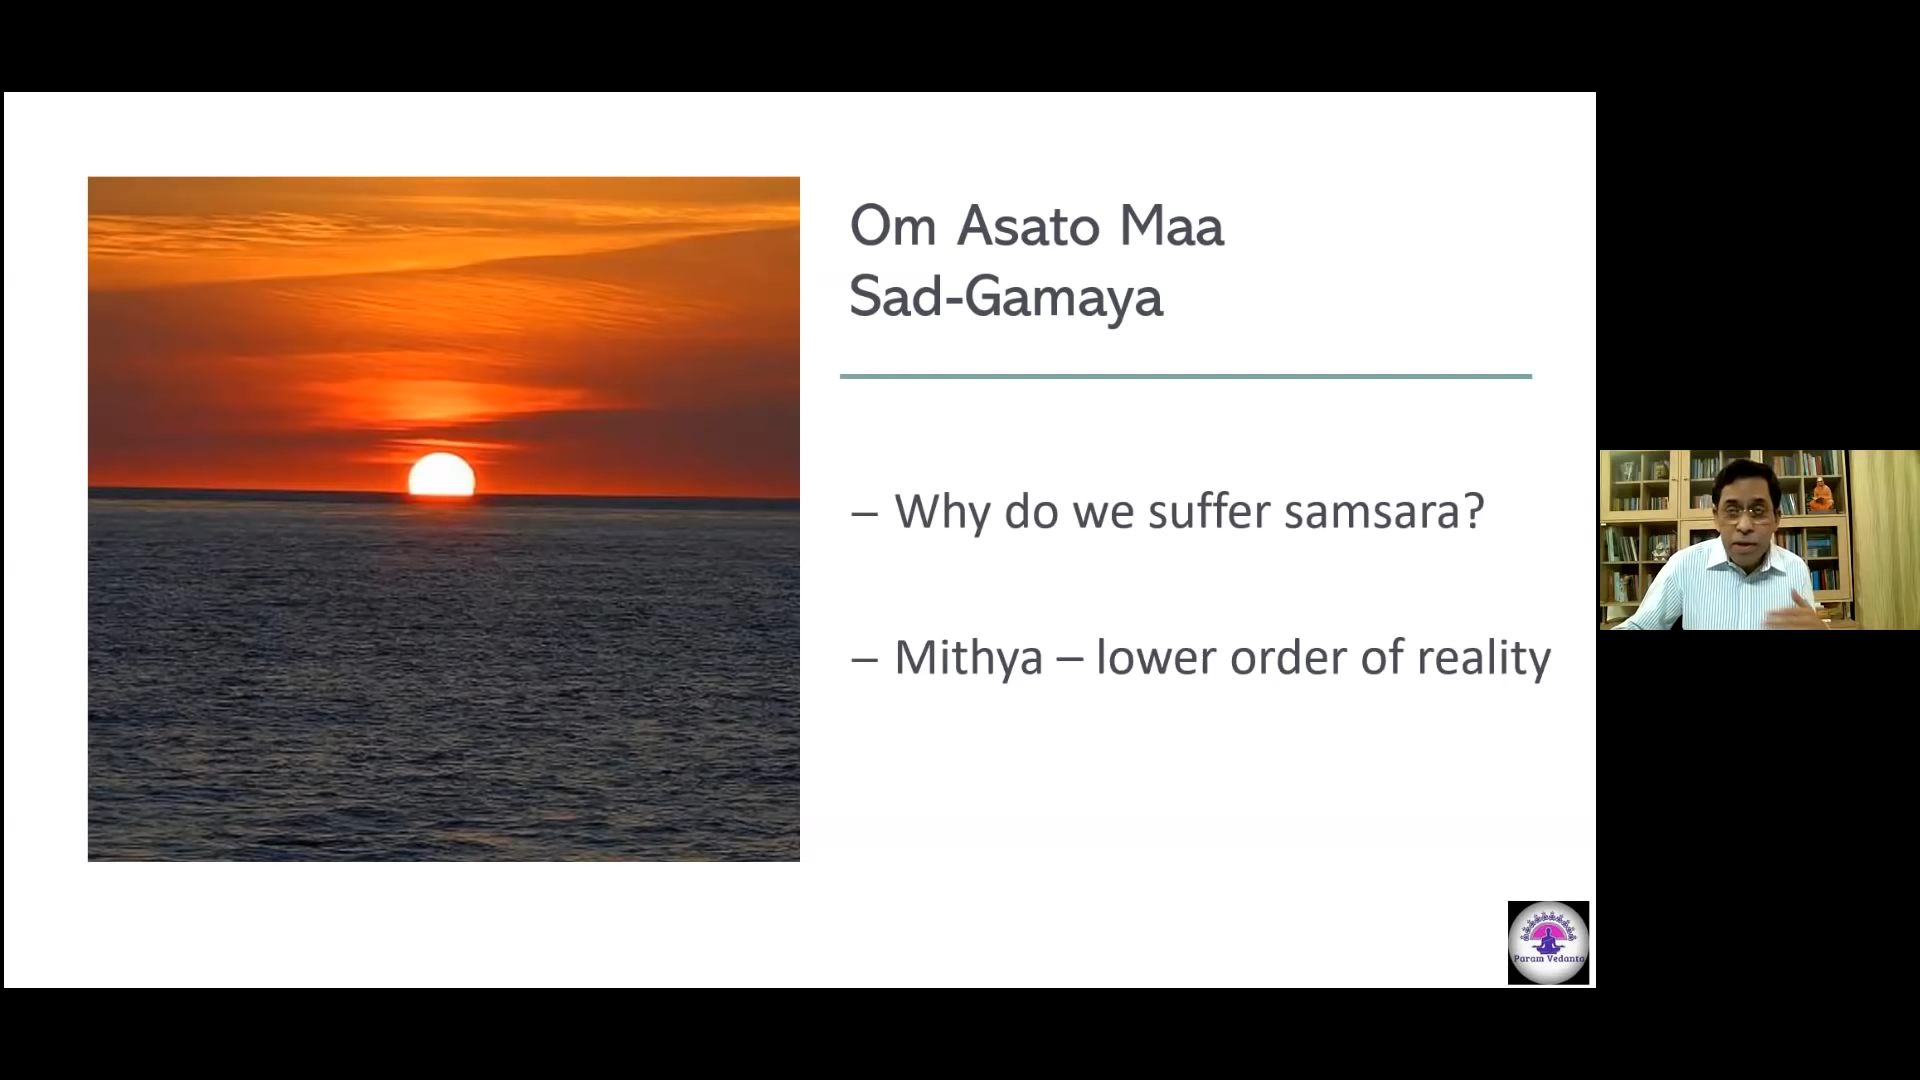 Om Asato Maa
Sad-Gamaya
– Why do we suffer samsara?
– Mithya – lower order of reality
Param Vedanta